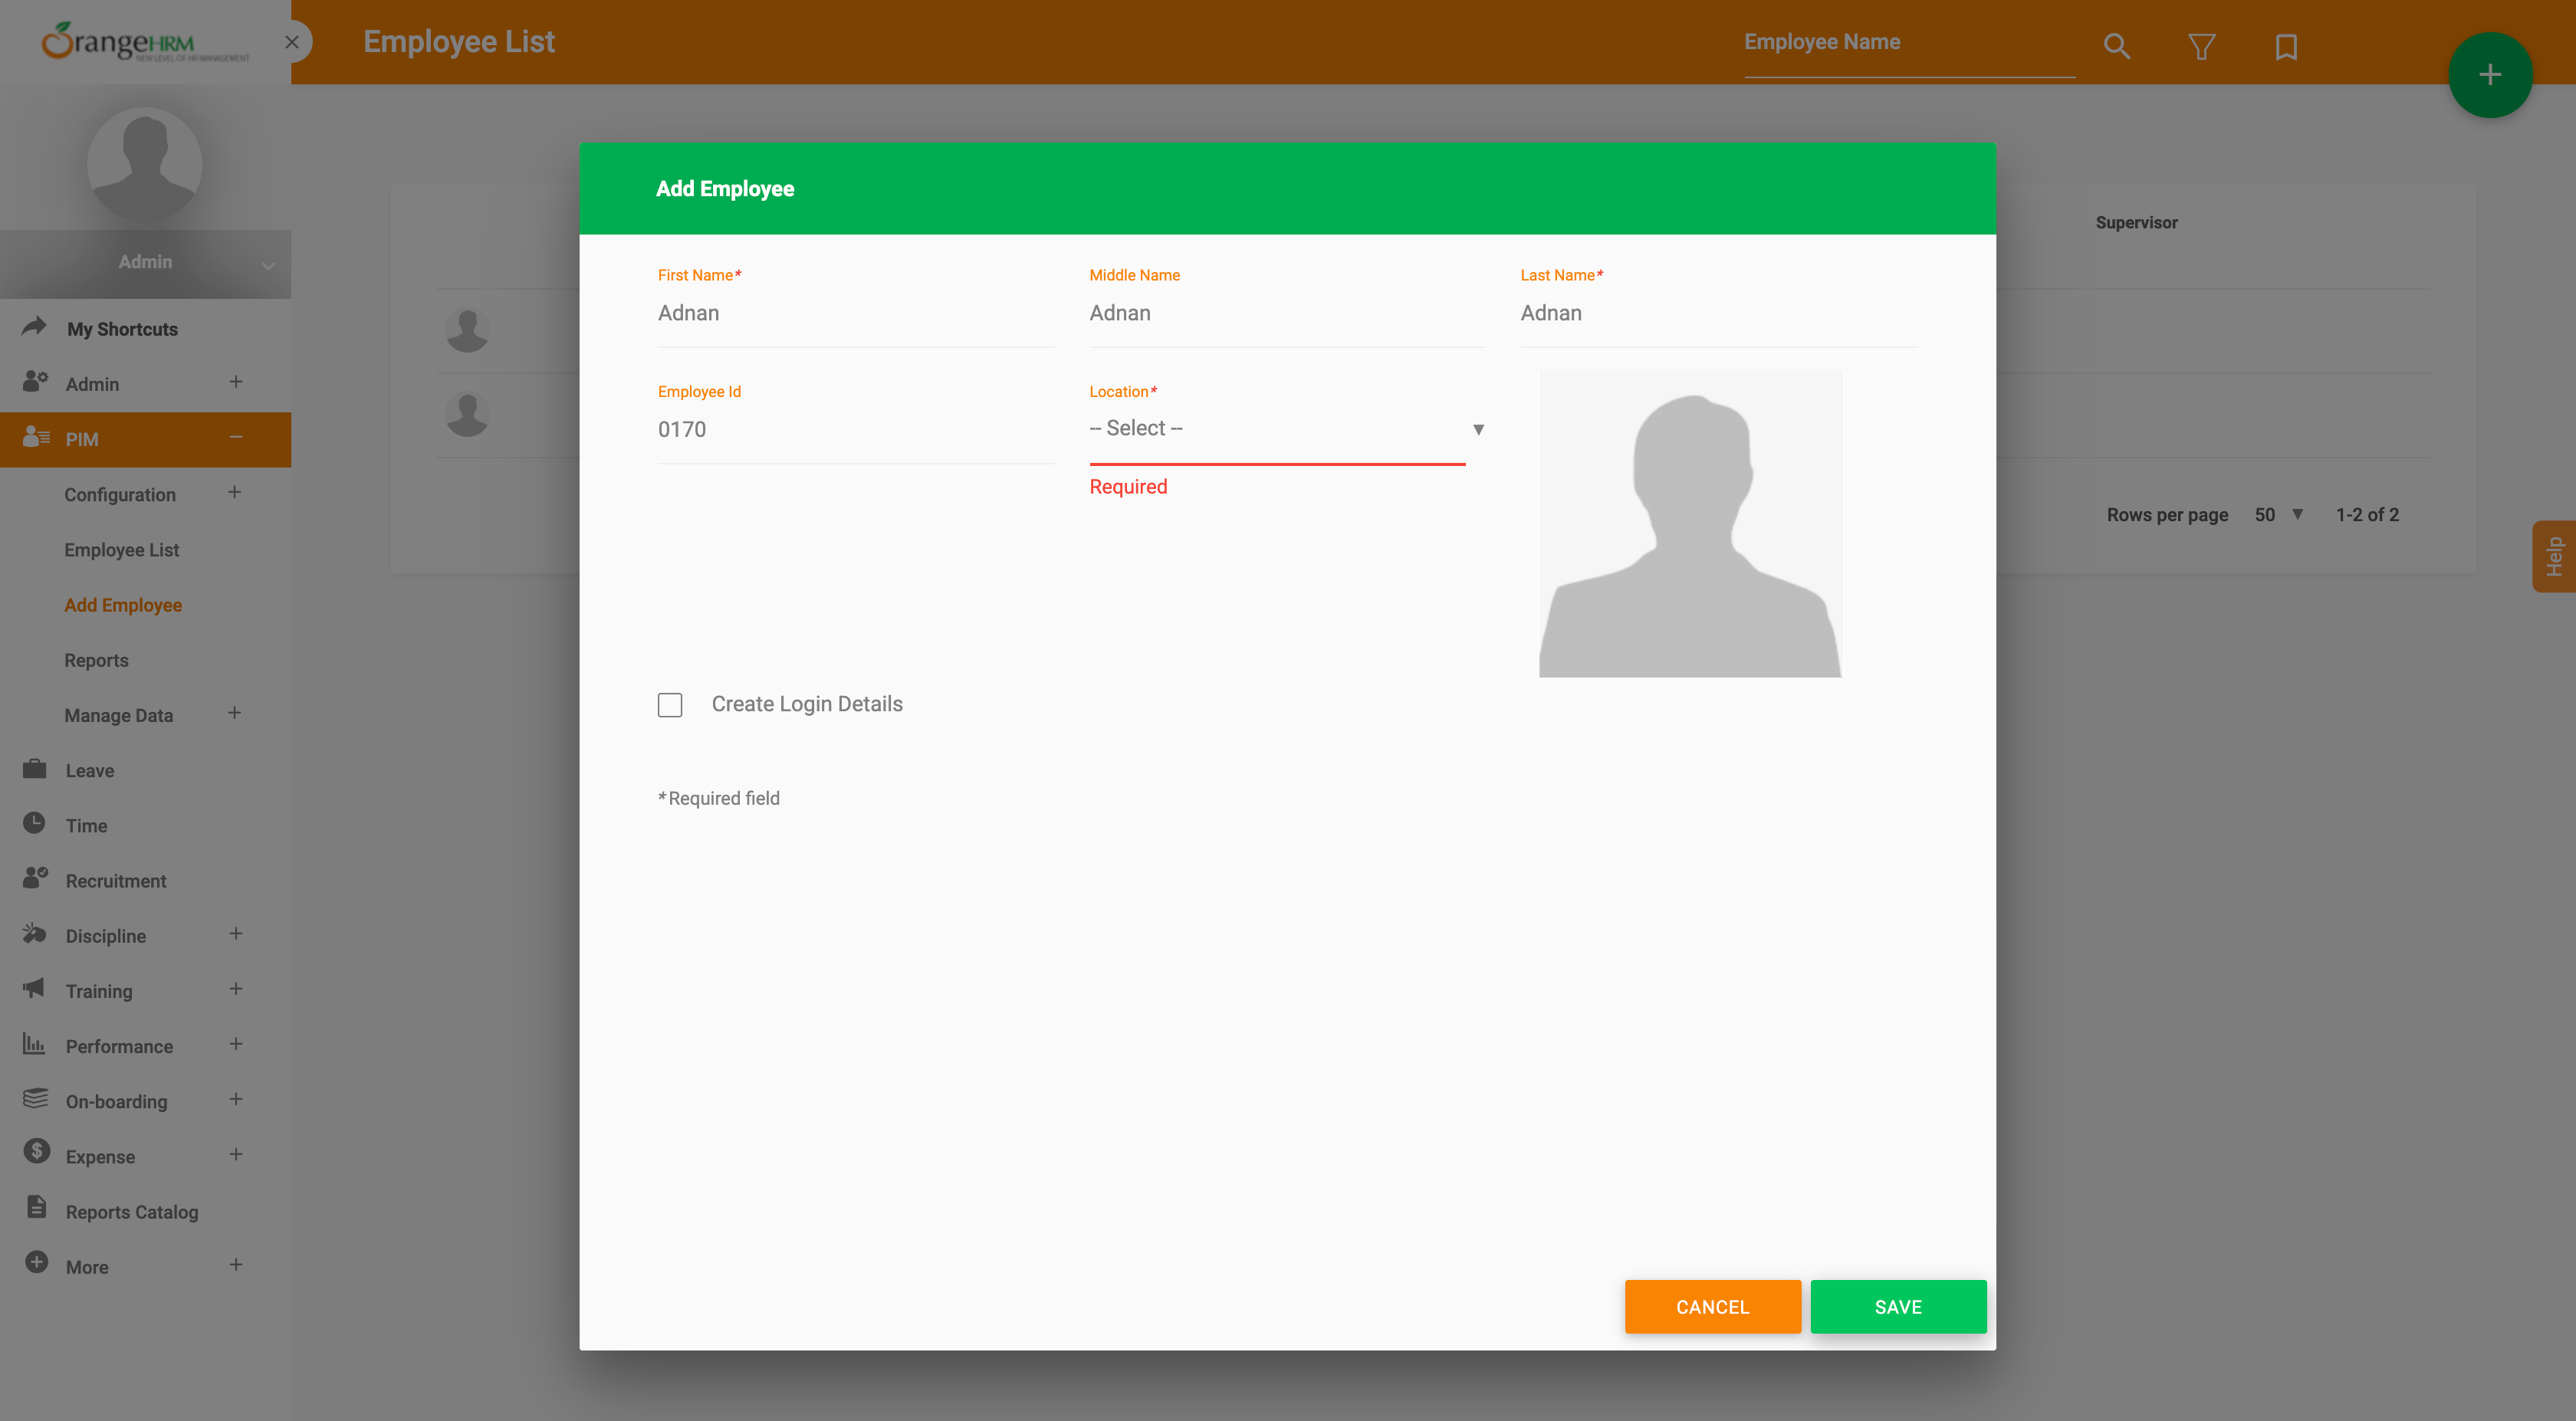 OrangeHRM
NEW LEVEL OF HR MANAGEMENT
Employee List
Employee Name
Admin
My Shortcuts
Admin
PIM
Configuration
Employee List
Add Employee
Reports
Manage Data
Leave
Time
Recruitment
Discipline
Training
Performance
On-boarding
Expense
Reports Catalog
More
Supervisor
Rows per page 50 1-2 of 2
Help
Add Employee
First Name* Middle Name Last Name*
Adnan Adnan Adnan
Employee Id Location*
0170 -- Select --
Required
Create Login Details
* Required field
CANCEL SAVE